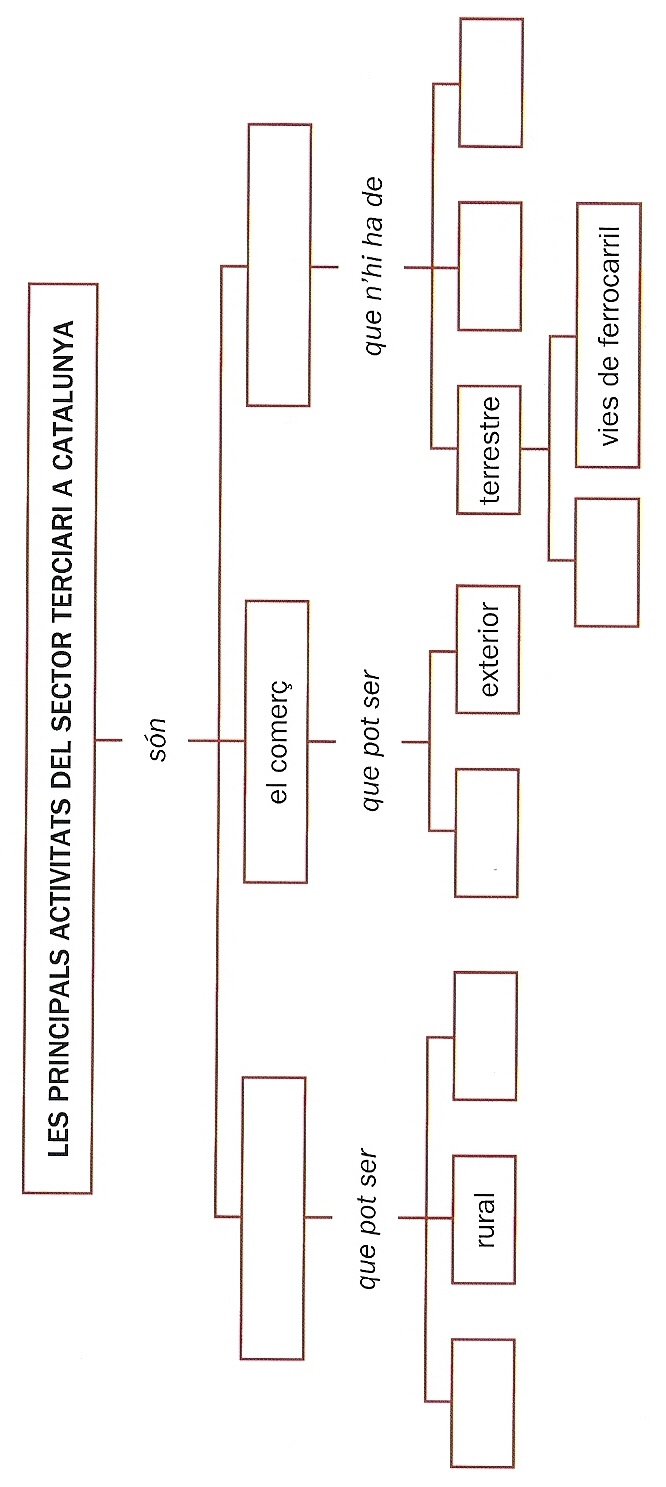 LES PRINCIPALS ACTIVITATS DEL SECTOR TERCIARI A CATALUNYA
són
el comerç
que pot ser
que pot ser
que n'hi ha de
rural
exterior
terrestre
vies de ferrocarril